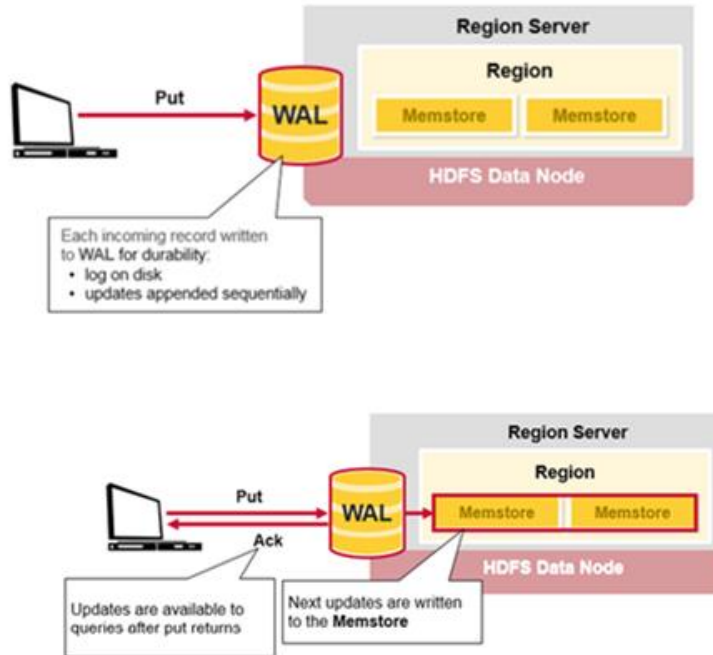 Region Server
Region
Put
WAL
Memstore
Memstore
HDFS Data Node
Each incoming record written
to WAL for durability:
• log on disk
• updates appended sequentially
Region Server
Region
Put
WAL
Memstore
Memstore
Ack
HDFS Data Node
Updates are available to
queries after put returns
Next updates are written
to the Memstore